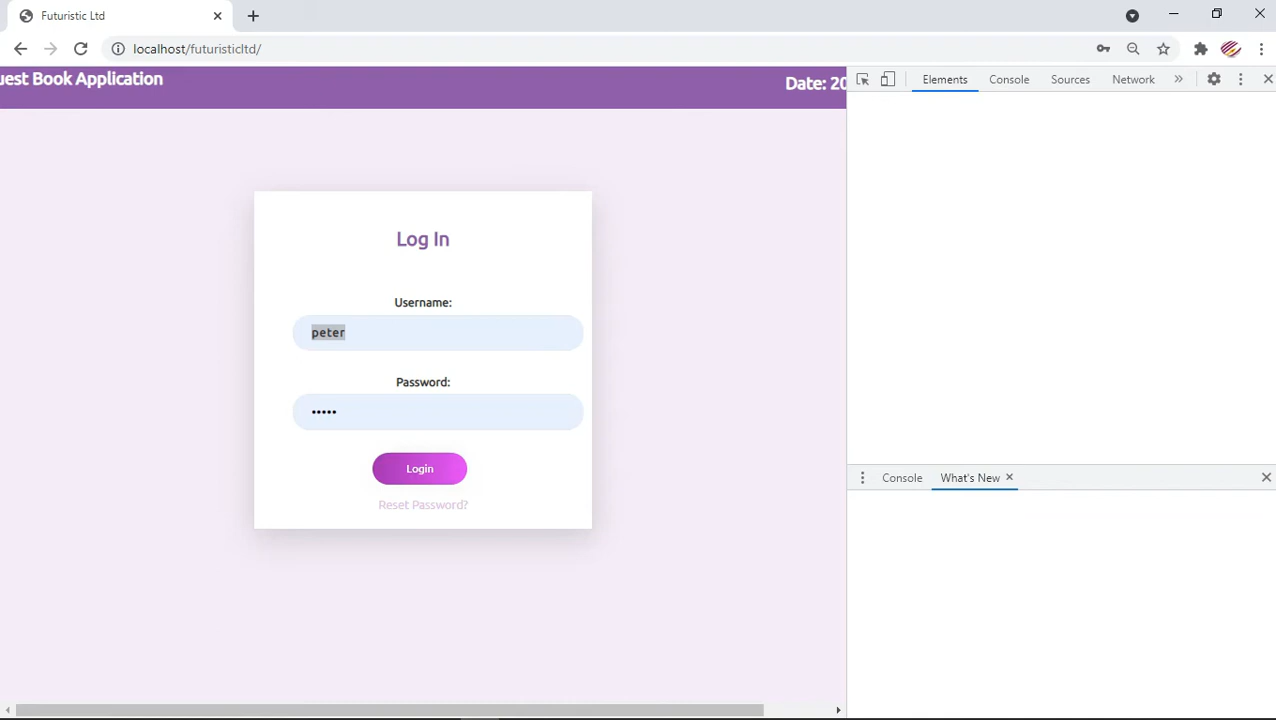 Futuristic Ltd
localhost/futuristicltd/
uest Book Application
Date: 20
Elements
Console
Sources
Network
Log In
Username:
peter
Password:
•••••
Login
Reset Password?
Console
What's New